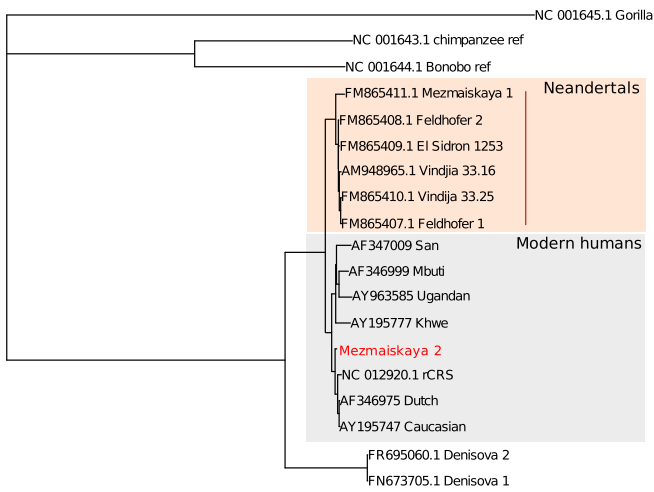 NC 001645.1 Gorilla
NC 001643.1 chimpanzee ref
NC 001644.1 Bonobo ref
Neandertals
FM865411.1 Mezmaiskaya 1
FM865408.1 Feldhofer 2
FM865409.1 El Sidron 1253
AM948965.1 Vindjia 33.16
FM865410.1 Vindija 33.25
FM865407.1 Feldhofer 1
Modern humans
AF347009 San
AF346999 Mbuti
AY963585 Ugandan
AY195777 Khwe
Mezmaiskaya 2
NC 012920.1 rCRS
AF346975 Dutch
AY195747 Caucasian
FR695060.1 Denisova 2
FN673705.1 Denisova 1